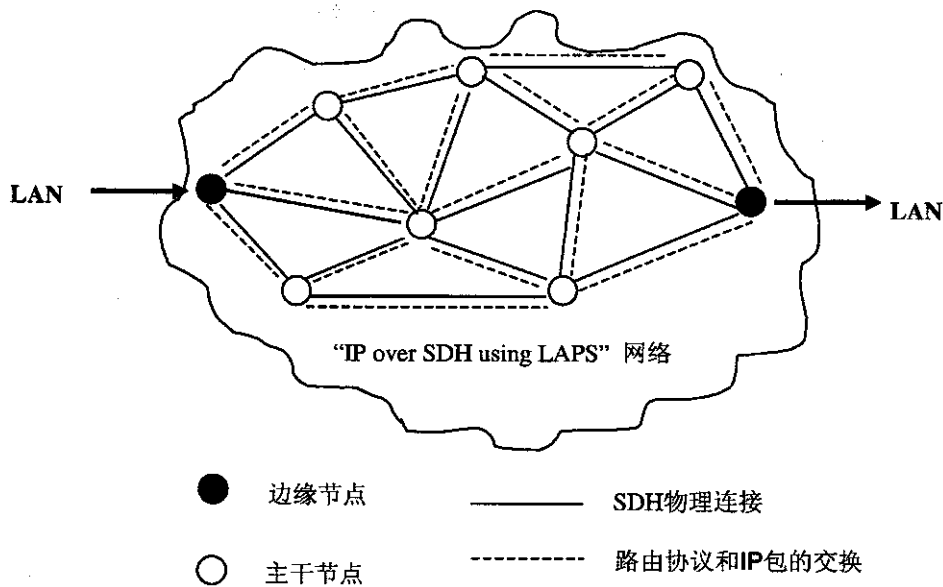 LAN
LAN
“IP over SDH using LAPS” 网络
边缘节点
SDH物理连接
主干节点
路由协议和IP包的交换